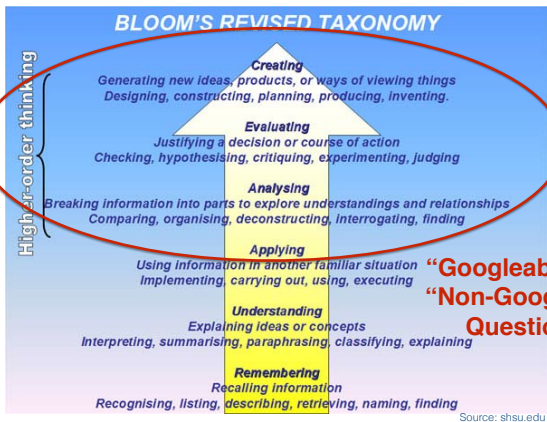 BLOOM'S REVISED TAXONOMY
Higher-order thinking
Creating
Generating new ideas, products, or ways of viewing things
Designing, constructing, planning, producing, inventing.
Evaluating
Justifying a decision or course of action
Checking, hypothesising, critiquing, experimenting, judging
Analysing
Breaking information into parts to explore understandings and relationships
Comparing, organising, deconstructing, Interrogating, finding
Applying
Using information in another familiar situation
Implementing, carrying out, using, executing
Understanding
Explaining ideas or concepts
Interpreting, summarising, paraphrasing, classifying, explaining
Remembering
Recalling information
Recognising, listing, describing, retrieving, naming, finding
Source: shsu.edu